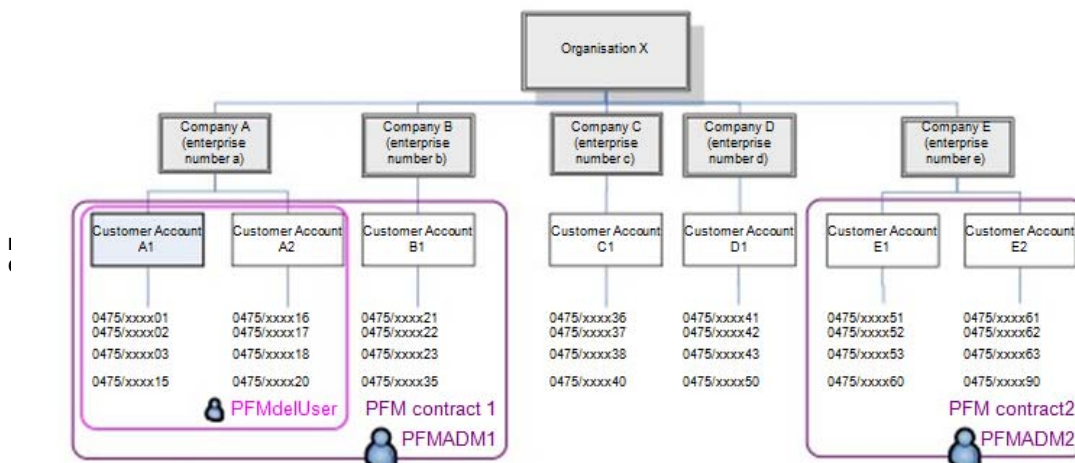 Organisation X
Company A
(enterprise
number a)
Company B
(enterprise
number b)
Company C
(enterprise
number c)
Company D
(enterprise
number d)
Company E
(enterprise
number e)
Customer Account
A1
Customer Account
A2
Customer Account
B1
Customer Account
C1
Customer Account
D1
Customer Account
E1
Customer Account
E2
0475/xxxx01
0475/xxxx02
0475/xxxx03
0475/xxxx15
0475/xxxx16
0475/xxxx17
0475/xxxx18
0475/xxxx20
0475/xxxx21
0475/xxxx22
0475/xxxx23
0475/xxxx35
0475/xxxx36
0475/xxxx37
0475/xxxx38
0475/xxxx40
0475/xxxx41
0475/xxxx42
0475/xxxx43
0475/xxxx50
0475/xxxx51
0475/xxxx52
0475/xxxx53
0475/xxxx60
0475/xxxx61
0475/xxxx62
0475/xxxx63
0475/xxxx90
PFMdelUser
PFM contract 1
PFMADM1
PFM contract2
PFMADM2